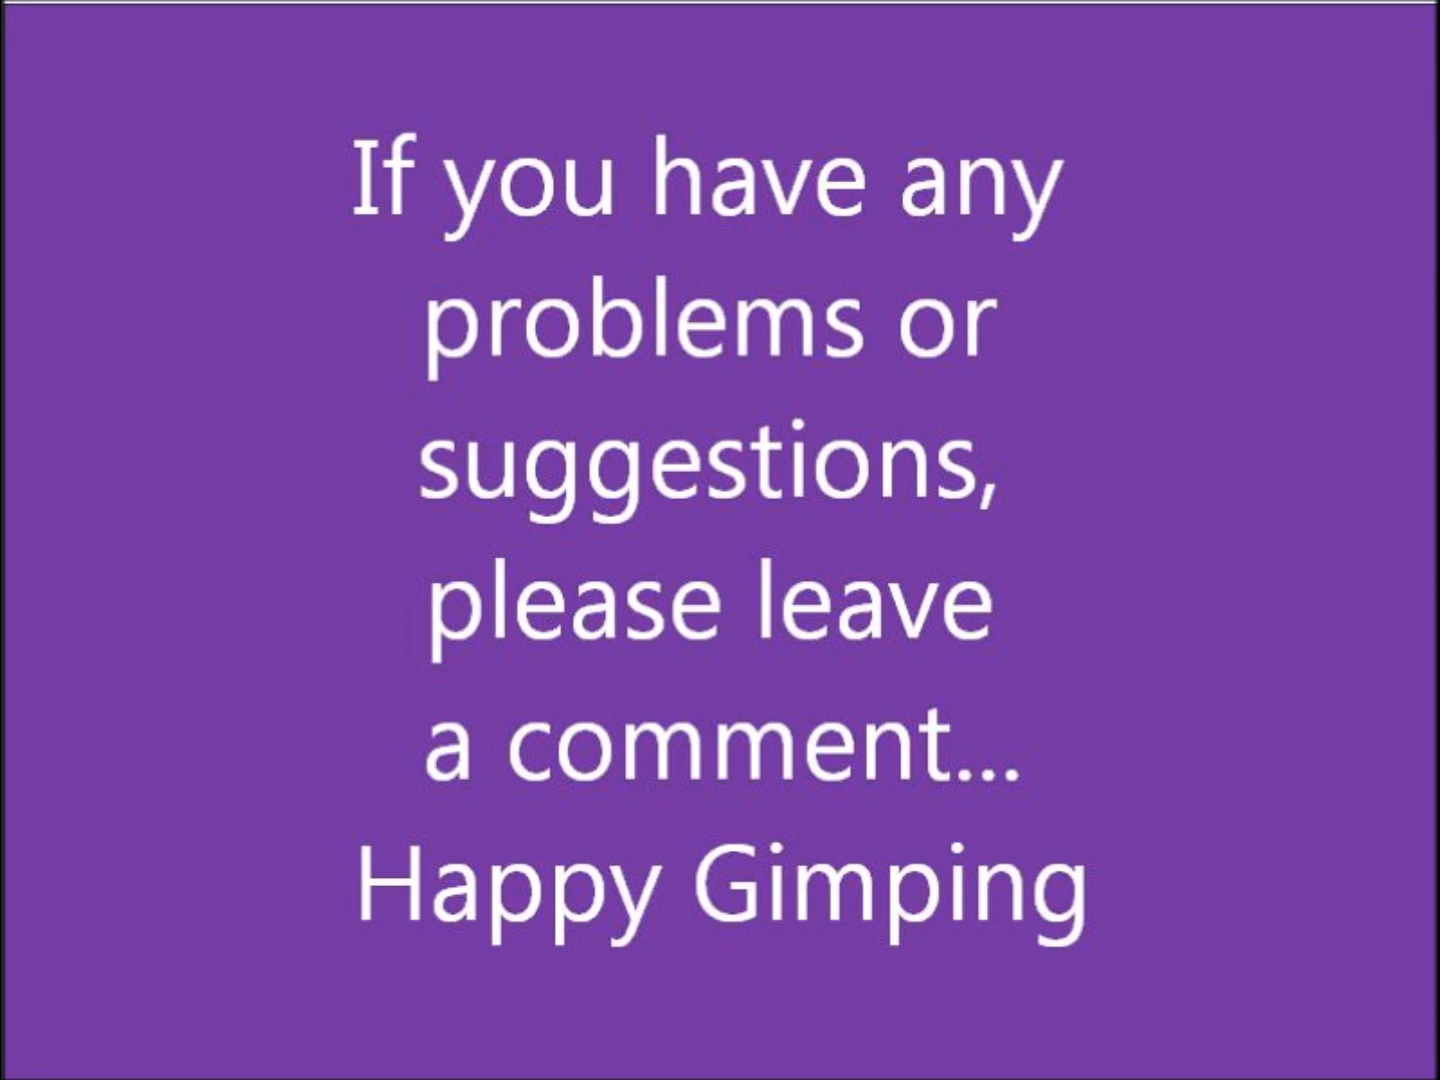 If you have any
problems or
suggestions,
please leave
a comment...
Happy Gimping